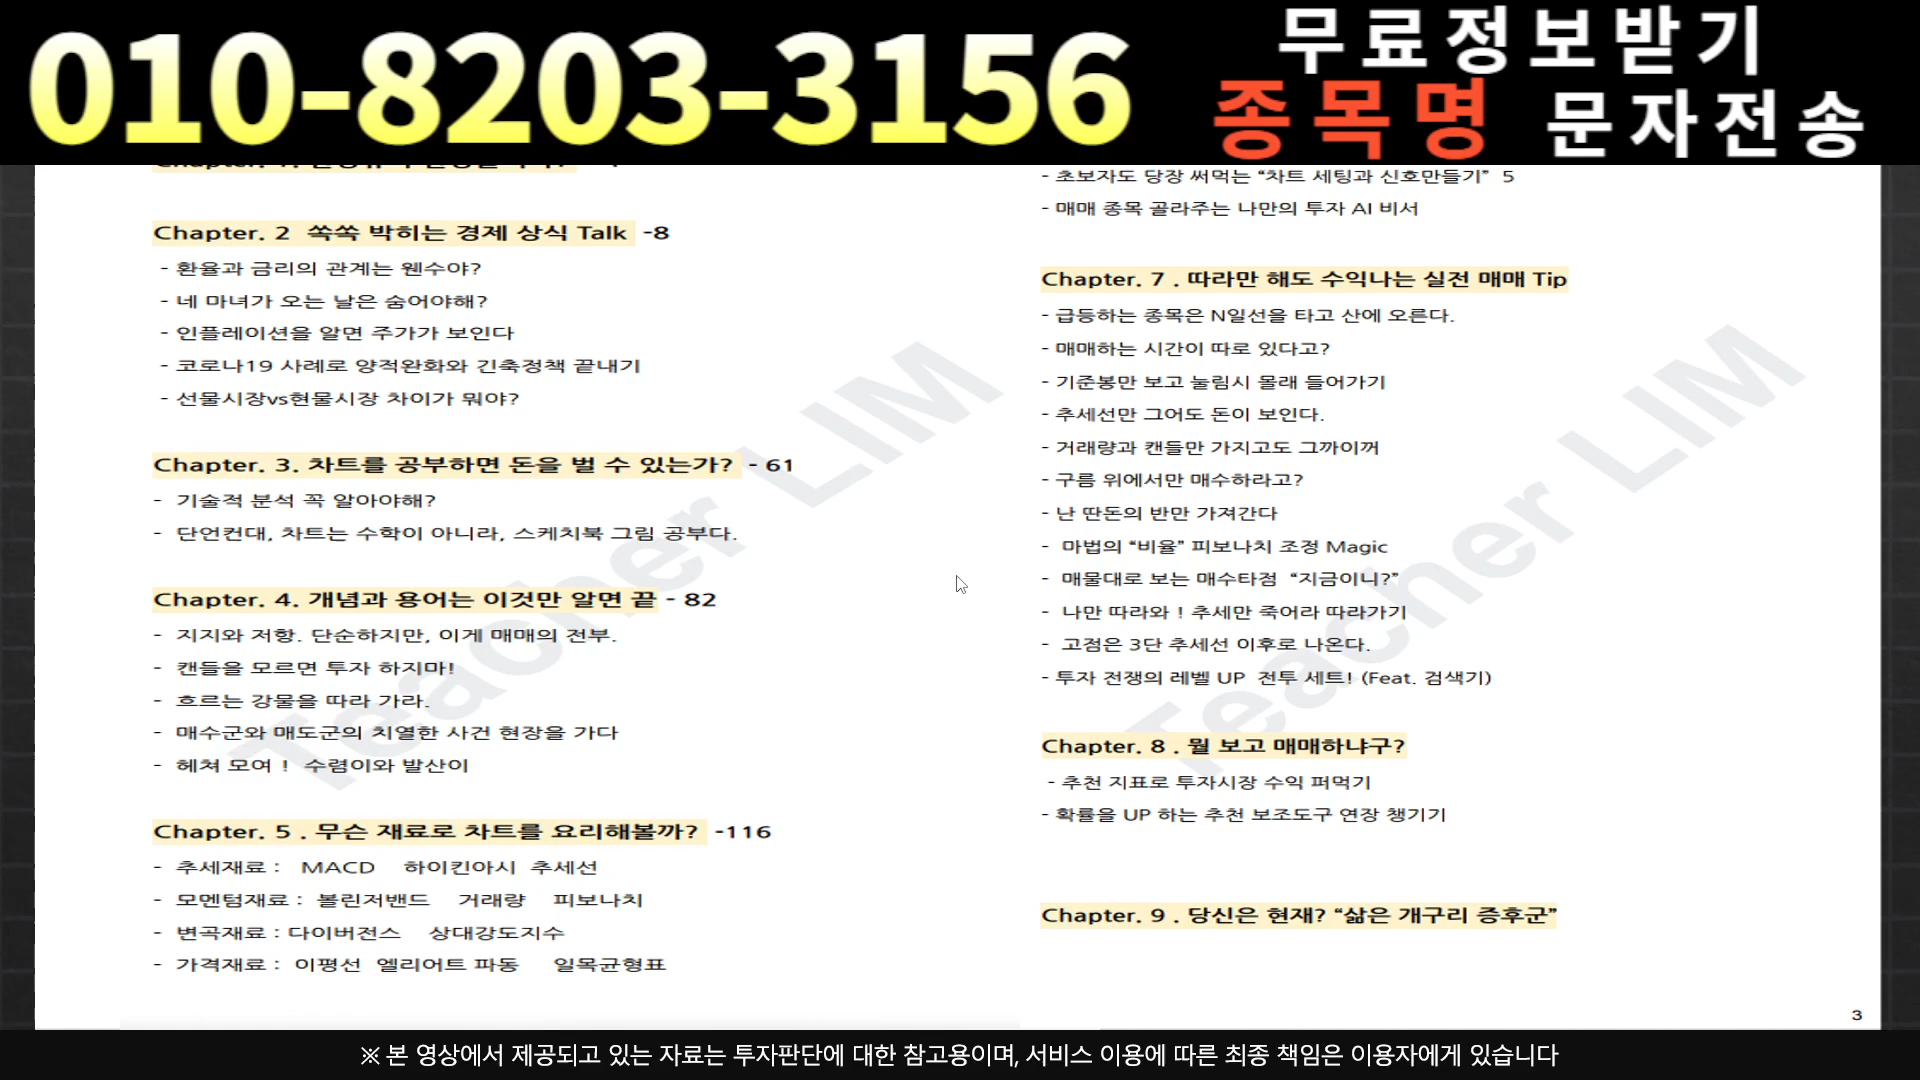 010-8203-3156
무료정보받기
종목명 문자전송
Chapter. 2 쏙쏙 박히는 경제 상식 Talk -8
- 환율과 금리의 관계는 웬수야?
- 네 마녀가 오는 날은 숨어야해?
- 인플레이션을 알면 주가가 보인다
- 코로나19 사례로 양적완화와 긴축정책 끝내기
- 선물시장vs현물시장 차이가 뭐야?
Chapter. 3. 차트를 공부하면 돈을 벌 수 있는가? - 61
- 기술적 분석 꼭 알아야해?
- 단언컨대, 차트는 수학이 아니라, 스케치북 그림 공부다.
Chapter. 4. 개념과 용어는 이것만 알면 끝 - 82
- 지지와 저항. 단순하지만, 이게 매매의 전부.
- 캔들을 모르면 투자 하지마!
- 흐르는 강물을 따라 가라.
- 매수군와 매도군의 치열한 사건 현장을 가다
- 헤쳐 모여 ! 수렴이와 발산이
Chapter. 5 . 무슨 재료로 차트를 요리해볼까? -116
- 추세재료 : MACD 하이킨아시 추세선
- 모멘텀재료 : 볼린저밴드 거래량 피보나치
- 변곡재료 : 다이버전스 상대강도지수
- 가격재료 : 이평선 엘리어트 파동 일목균형표
- 초보자도 당장 써먹는 “차트 세팅과 신호만들기” 5
- 매매 종목 골라주는 나만의 투자 AI 비서
Chapter. 7 . 따라만 해도 수익나는 실전 매매 Tip
- 급등하는 종목은 N일선을 타고 산에 오른다.
- 매매하는 시간이 따로 있다고?
- 기준봉만 보고 눌림시 몰래 들어가기
- 추세선만 그어도 돈이 보인다.
- 거래량과 캔들만 가지고도 그까이꺼
- 구름 위에서만 매수하라고?
- 난 딴돈의 반만 가져간다
- 마법의 “비율” 피보나치 조정 Magic
- 매물대로 보는 매수타점 “지금이니?”
- 나만 따라와 ! 추세만 죽어라 따라가기
- 고점은 3단 추세선 이후로 나온다.
- 투자 전쟁의 레벨 UP 전투 세트! (Feat. 검색기)
Chapter. 8 . 뭘 보고 매매하냐구?
- 추천 지표로 투자시장 수익 퍼먹기
- 확률을 UP 하는 추천 보조도구 연장 챙기기
Chapter. 9 . 당신은 현재? “삶은 개구리 증후군”
Teacher LIM
Teacher LIM
3
※ 본 영상에서 제공되고 있는 자료는 투자판단에 대한 참고용이며, 서비스 이용에 따른 최종 책임은 이용자에게 있습니다